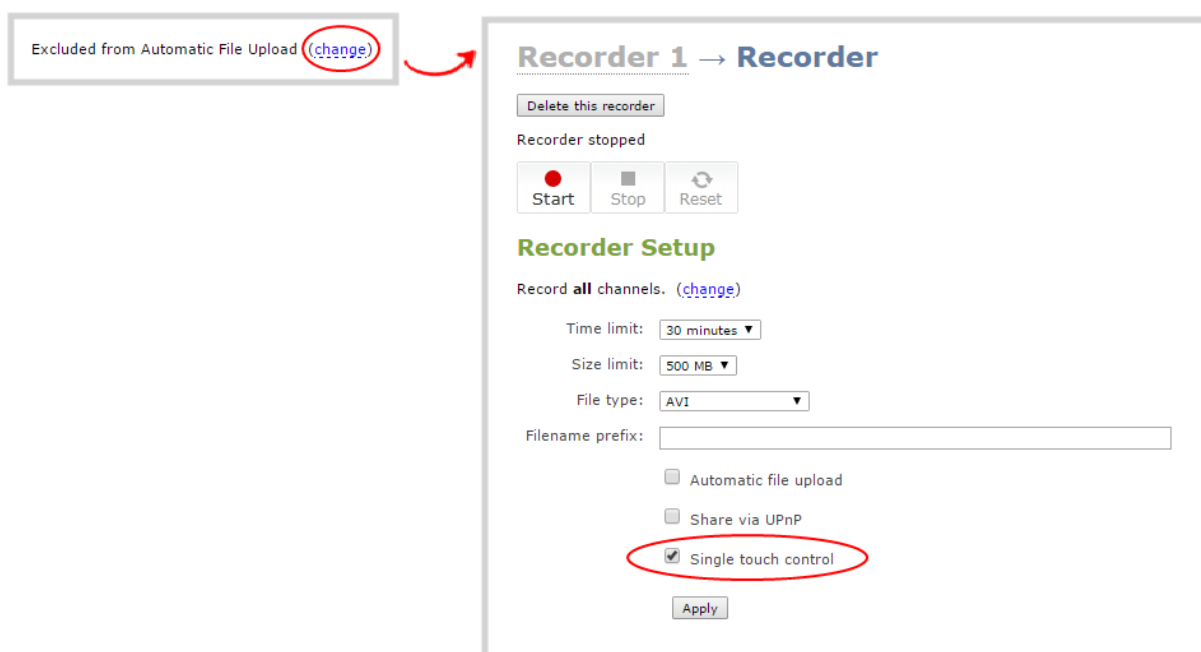 Excluded from Automatic File Upload (change)
Recorder 1 → Recorder
Delete this recorder
Recorder stopped
Start Stop Reset
Recorder Setup
Record all channels. (change)
Time limit: 30 minutes ▼
Size limit: 500 MB ▼
File type: AVI ▼
Filename prefix:
Automatic file upload
Share via UPnP
Single touch control
Apply